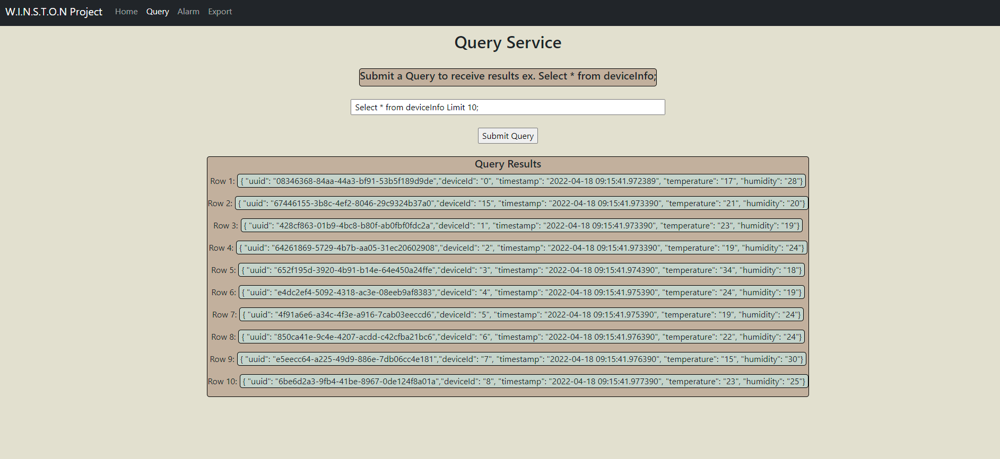 W.I.N.S.T.O.N Project Home Query Alarm Export
Query Service
Submit a Query to receive results ex. Select * from deviceInfo;
Select * from deviceInfo Limit 10;
Submit Query
Query Results
Row 1: { "uuid": "08346368-84aa-44a3-bf91-53b5f189d9de","deviceId": "0", "timestamp": "2022-04-18 09:15:41.972389", "temperature": "17", "humidity": "28"}
Row 2: { "uuid": "67446155-3b8c-4ef2-8046-29c9324b37a0","deviceId": "15", "timestamp": "2022-04-18 09:15:41.973390", "temperature": "21", "humidity": "20"}
Row 3: { "uuid": "428cf863-01b9-4bc8-b80f-ab0fbf0fdc2a","deviceId": "1", "timestamp": "2022-04-18 09:15:41.973390", "temperature": "23", "humidity": "19"}
Row 4: { "uuid": "64261869-5729-4b7b-aa05-31ec20602908","deviceId": "2", "timestamp": "2022-04-18 09:15:41.973390", "temperature": "19", "humidity": "24"}
Row 5: { "uuid": "652f195d-3920-4b91-b14e-64e450a24ffe","deviceId": "3", "timestamp": "2022-04-18 09:15:41.974390", "temperature": "34", "humidity": "18"}
Row 6: { "uuid": "e4dc2ef4-5092-4318-ac3e-08eeb9af8383","deviceId": "4", "timestamp": "2022-04-18 09:15:41.975390", "temperature": "24", "humidity": "19"}
Row 7: { "uuid": "4f91a6e6-a34c-4f3e-a916-7cab03eeccd6","deviceId": "5", "timestamp": "2022-04-18 09:15:41.975390", "temperature": "19", "humidity": "24"}
Row 8: { "uuid": "850ca41e-9c4e-4207-acdd-c42cfba21bc6","deviceId": "6", "timestamp": "2022-04-18 09:15:41.976390", "temperature": "22", "humidity": "24"}
Row 9: { "uuid": "e5eecc64-a225-49d9-886e-7db06cc4e181","deviceId": "7", "timestamp": "2022-04-18 09:15:41.976390", "temperature": "15", "humidity": "30"}
Row 10: { "uuid": "6be6d2a3-9fb4-41be-8967-0de124f8a01a","deviceId": "8", "timestamp": "2022-04-18 09:15:41.977390", "temperature": "23", "humidity": "25"}